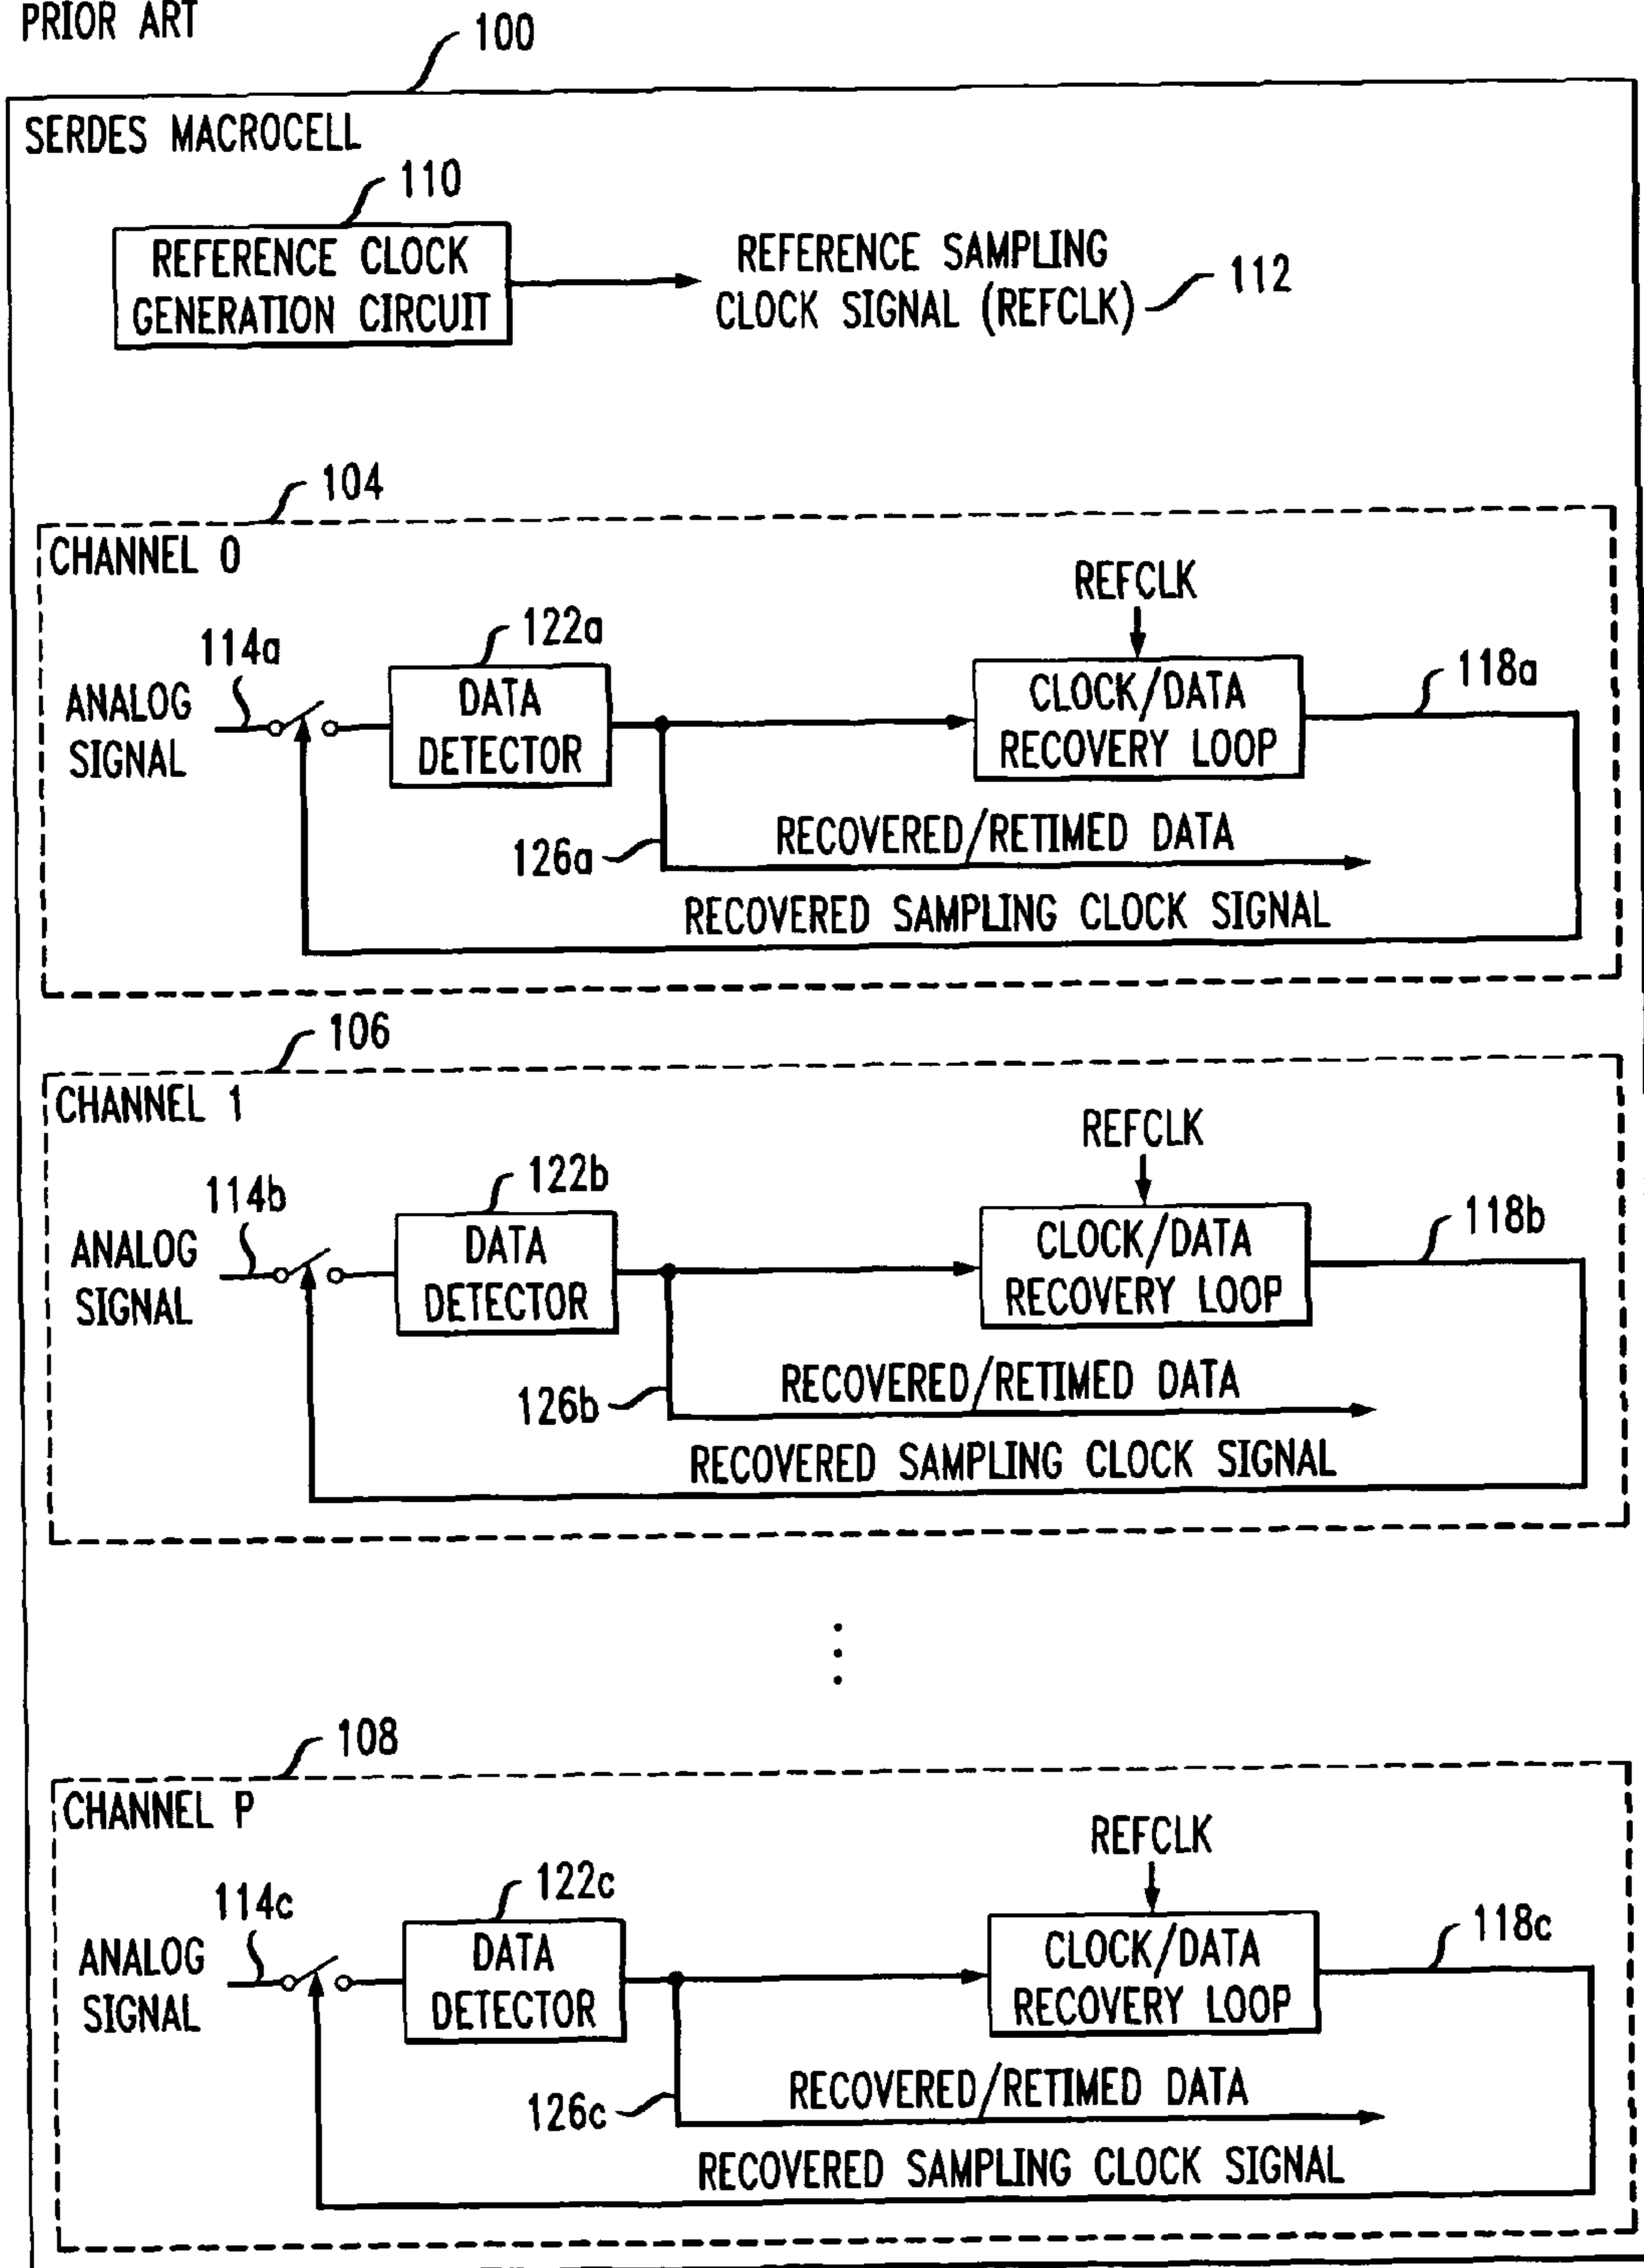 PRIOR ART
100
SERDES MACROCELL
110
REFERENCE CLOCK
GENERATION CIRCUIT
REFERENCE SAMPLING
CLOCK SIGNAL (REFCLK)
112
104
CHANNEL 0
REFCLK
114a
122a
118a
ANALOG
SIGNAL
DATA
DETECTOR
CLOCK/DATA
RECOVERY LOOP
126a
RECOVERED/RETIMED DATA
RECOVERED SAMPLING CLOCK SIGNAL
106
CHANNEL 1
REFCLK
114b
122b
118b
ANALOG
SIGNAL
DATA
DETECTOR
CLOCK/DATA
RECOVERY LOOP
126b
RECOVERED/RETIMED DATA
RECOVERED SAMPLING CLOCK SIGNAL
108
CHANNEL P
REFCLK
114c
122c
118c
ANALOG
SIGNAL
DATA
DETECTOR
CLOCK/DATA
RECOVERY LOOP
126c
RECOVERED/RETIMED DATA
RECOVERED SAMPLING CLOCK SIGNAL